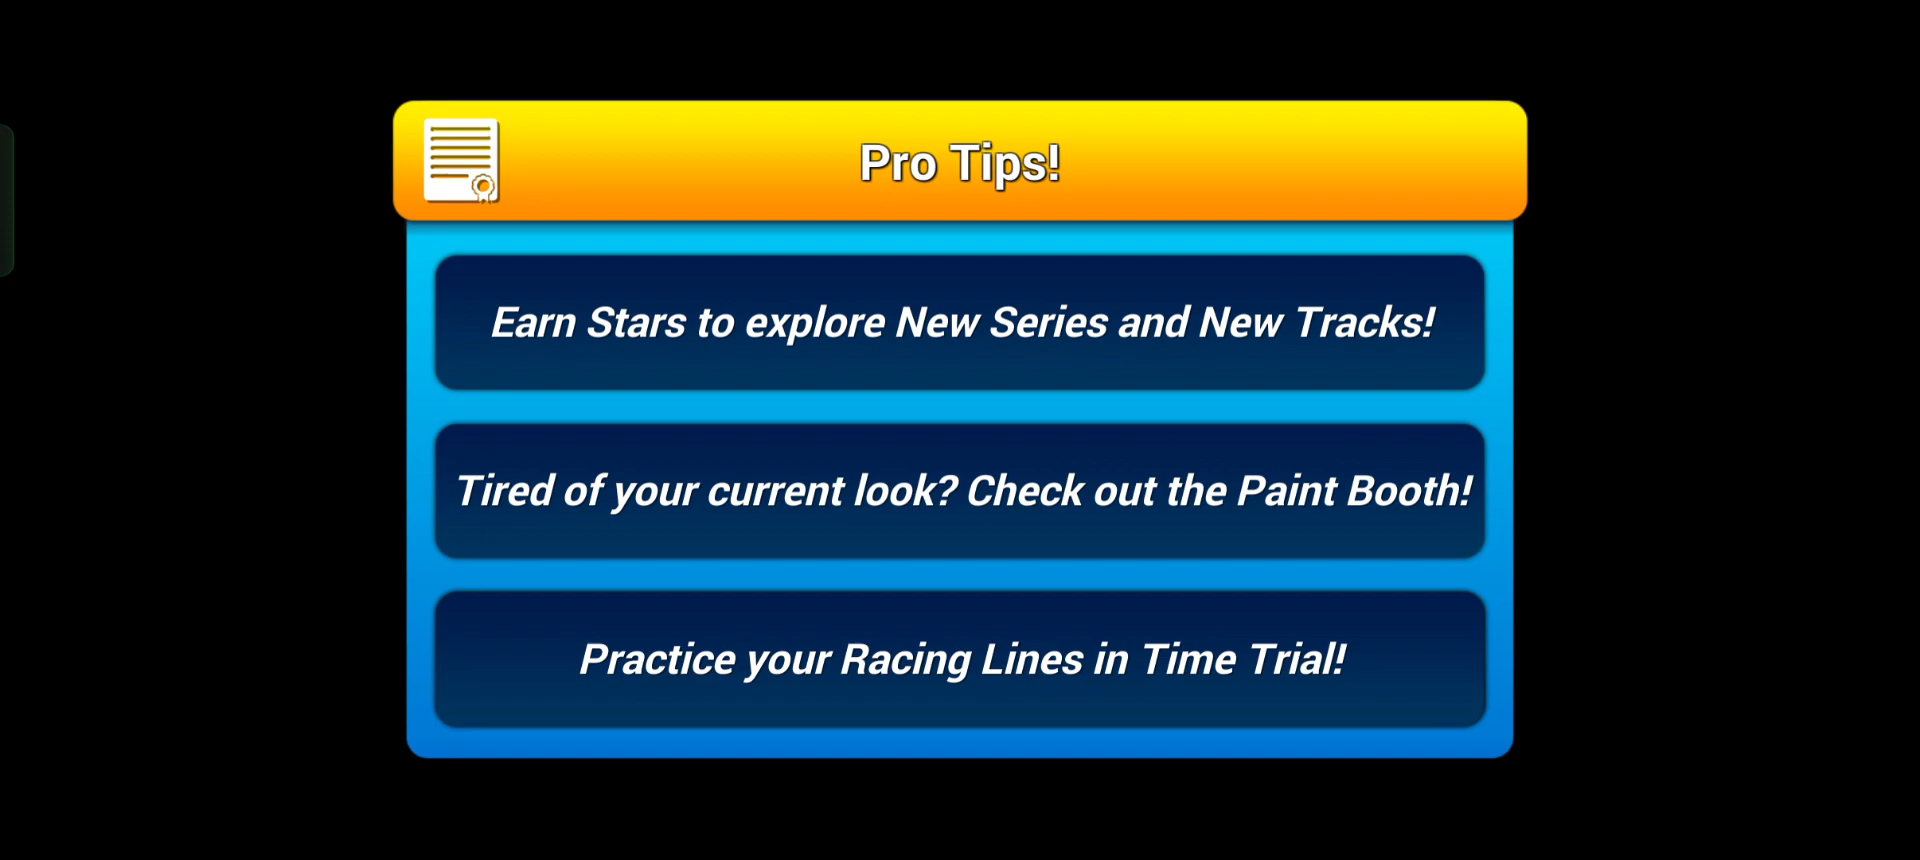 Pro Tips!
Earn Stars to explore New Series and New Tracks!
Tired of your current look? Check out the Paint Booth!
Practice your Racing Lines in Time Trial!